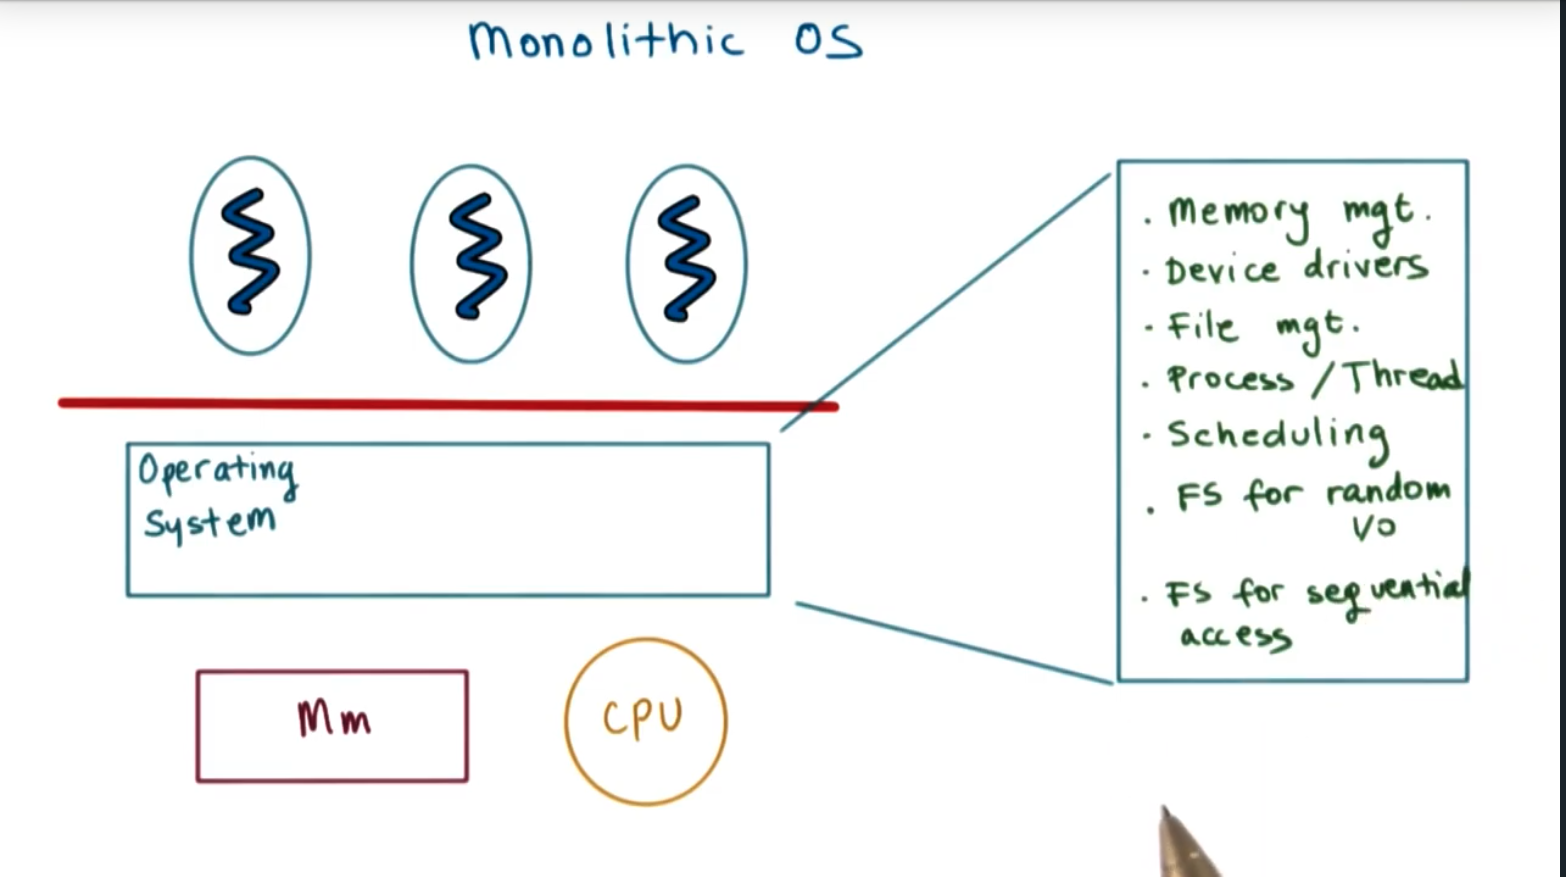 Monolithic OS
Operating
System
Mm
CPU
. Memory mgt.
· Device drivers
· File mgt.
. Process / Thread
· Scheduling
. FS for random
I/O
. FS for sequential
access